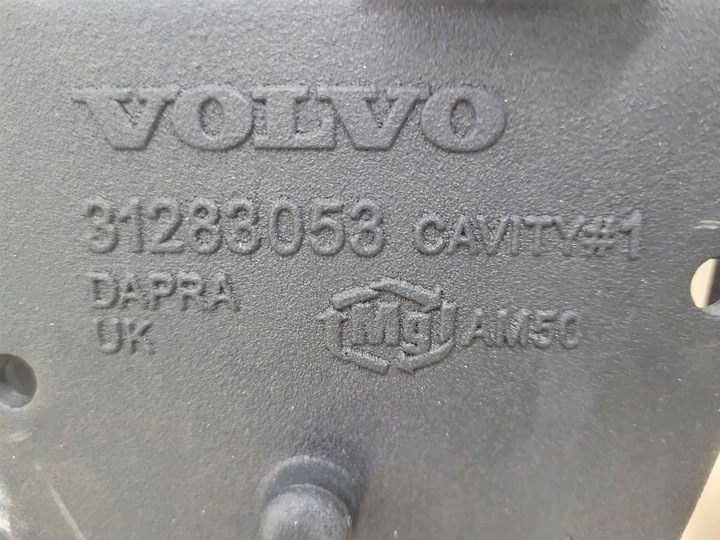 VOLVO
31283053 CAVITY#1
DAPRA
UK Mg AM50